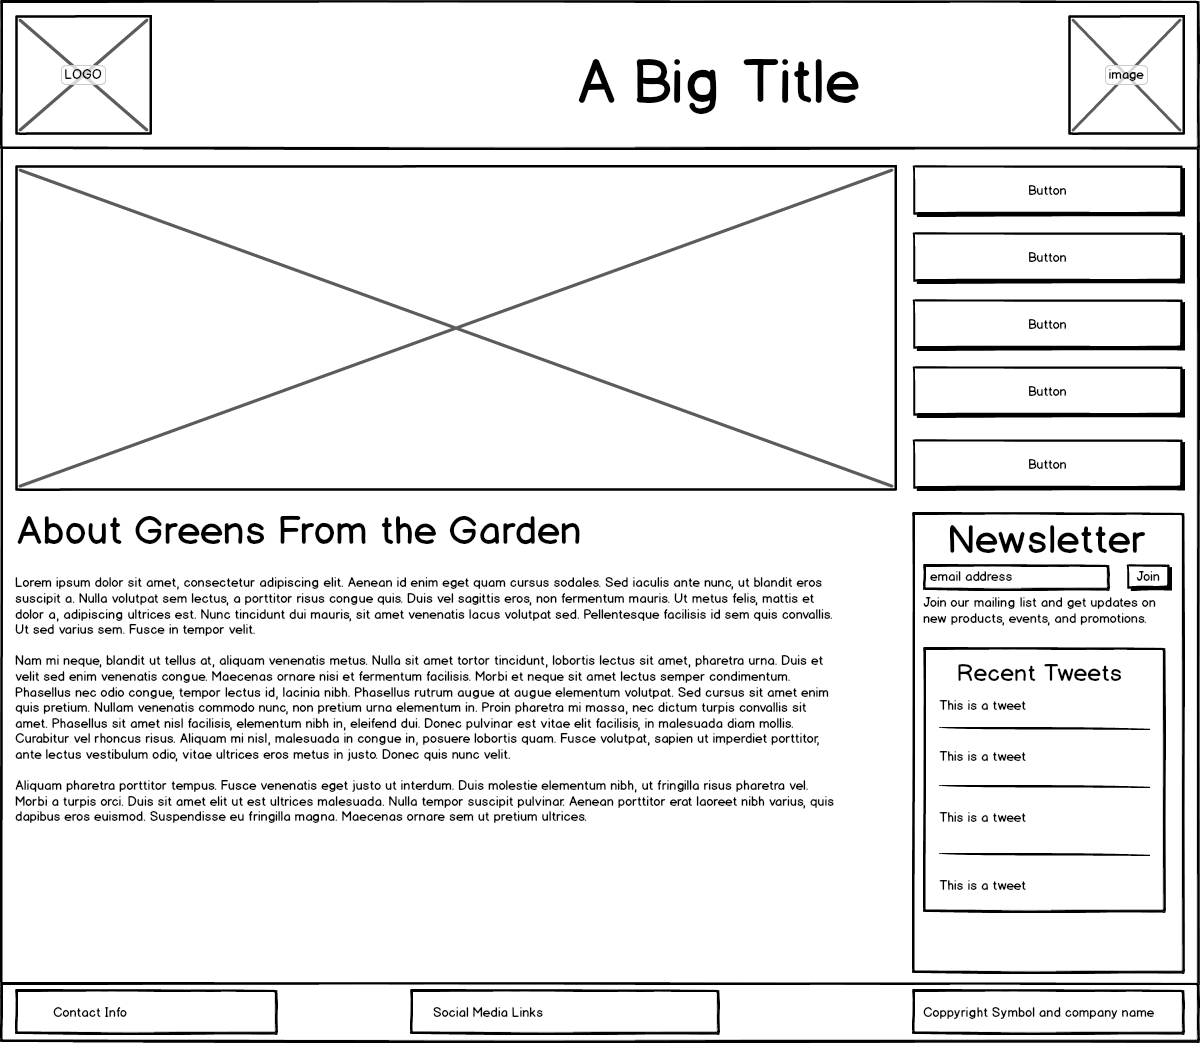 LOGO
A Big Title
image
Button
Button
Button
Button
Button
About Greens From the Garden
Lorem ipsum dolor sit amet, consectetur adipiscing elit. Aenean id enim eget quam cursus sodales. Sed iaculis ante nunc, ut blandit eros
suscipit a. Nulla volutpat sem lectus, a porttitor risus congue quis. Duis vel sagittis eros, non fermentum mauris. Ut metus felis, mattis et
dolor a, adipiscing ultrices est. Nunc tincidunt dui mauris, sit amet venenatis lacus volutpat sed. Pellentesque facilisis id sem quis convallis.
Ut sed varius sem. Fusce in tempor velit.
Nam mi neque, blandit ut tellus at, aliquam venenatis metus. Nulla sit amet tortor tincidunt, lobortis lectus sit amet, pharetra urna. Duis et
velit sed enim venenatis congue. Maecenas ornare nisi et fermentum facilisis. Morbi et neque sit amet lectus semper condimentum.
Phasellus nec odio congue, tempor lectus id, lacinia nibh. Phasellus rutrum augue at augue elementum volutpat. Sed cursus sit amet enim
quis pretium. Nullam venenatis commodo nunc, non pretium urna elementum in. Proin pharetra mi massa, nec dictum turpis convallis sit
amet. Phasellus sit amet nisl facilisis, elementum nibh in, eleifend dui. Donec pulvinar est vitae elit facilisis, in malesuada diam mollis.
Curabitur vel rhoncus risus. Aliquam mi nisl, malesuada in congue in, posuere lobortis quam. Fusce volutpat, sapien ut imperdiet porttitor,
ante lectus vestibulum odio, vitae ultrices eros metus in justo. Donec quis nunc velit.
Aliquam pharetra porttitor tempus. Fusce venenatis eget justo ut interdum. Duis molestie elementum nibh, ut fringilla risus pharetra vel.
Morbi a turpis orci. Duis sit amet elit ut est ultrices malesuada. Nulla tempor suscipit pulvinar. Aenean porttitor erat laoreet nibh varius, quis
dapibus eros euismod. Suspendisse eu fringilla magna. Maecenas ornare sem ut pretium ultrices.
Newsletter
email address
Join
Join our mailing list and get updates on
new products, events, and promotions.
Recent Tweets
This is a tweet
This is a tweet
This is a tweet
This is a tweet
Contact Info
Social Media Links
Coppyright Symbol and company name